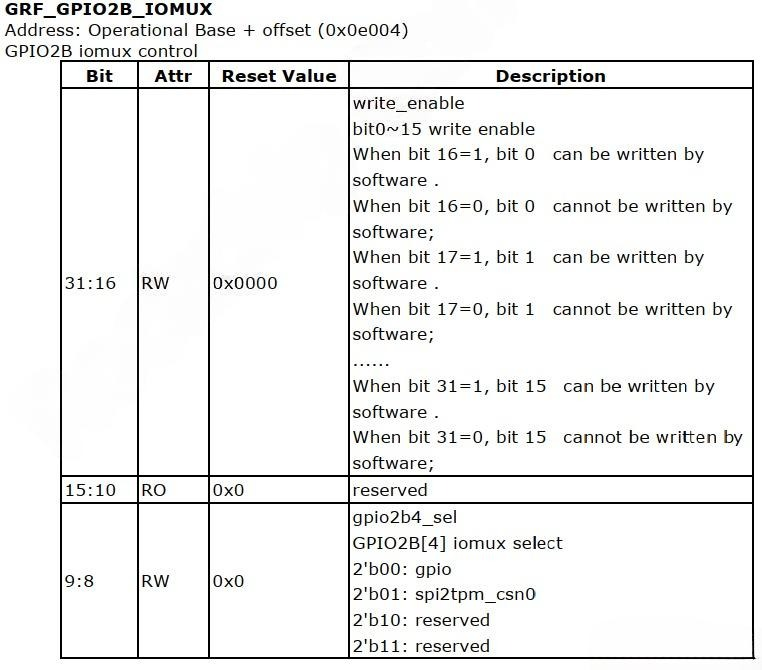 GRF_GPIO2B_IOMUX
Address: Operational Base + offset (0x0e004)
GPIO2B iomux control
Bit Attr Reset Value Description
write_enable
bit0~15 write enable
When bit 16=1, bit 0 can be written by
software .
When bit 16=0, bit 0 cannot be written by
software;
When bit 17=1, bit 1 can be written by
software .
31:16 RW 0x0000
When bit 17=0, bit 1 cannot be written by
software;
......
When bit 31=1, bit 15 can be written by
software .
When bit 31=0, bit 15 cannot be written by
software;
15:10 RO 0x0 reserved
gpio2b4_sel
GPIO2B[4] iomux select
2'b00: gpio
9:8 RW 0x0
2'b01: spi2tpm_csn0
2'b10: reserved
2'b11: reserved